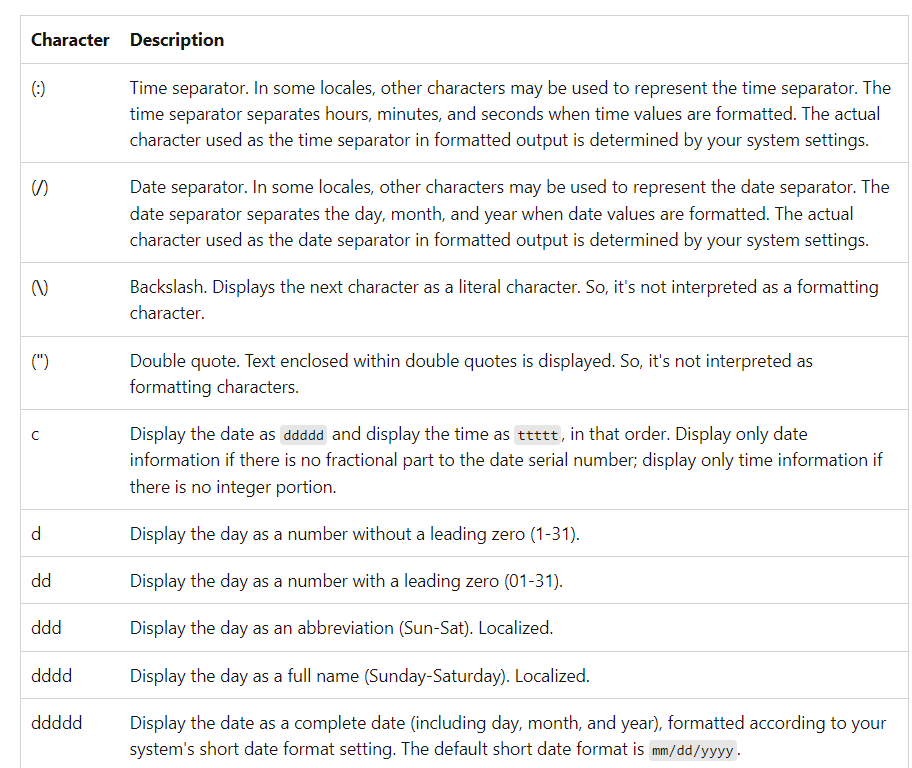 Character Description
(:) Time separator. In some locales, other characters may be used to represent the time separator. The
time separator separates hours, minutes, and seconds when time values are formatted. The actual
character used as the time separator in formatted output is determined by your system settings.
(/) Date separator. In some locales, other characters may be used to represent the date separator. The
date separator separates the day, month, and year when date values are formatted. The actual
character used as the date separator in formatted output is determined by your system settings.
(\) Backslash. Displays the next character as a literal character. So, it's not interpreted as a formatting
character.
(") Double quote. Text enclosed within double quotes is displayed. So, it's not interpreted as
formatting characters.
c Display the date as ddddd and display the time as ttttt, in that order. Display only date
information if there is no fractional part to the date serial number; display only time information if
there is no integer portion.
d Display the day as a number without a leading zero (1-31).
dd Display the day as a number with a leading zero (01-31).
ddd Display the day as an abbreviation (Sun-Sat). Localized.
dddd Display the day as a full name (Sunday-Saturday). Localized.
ddddd Display the date as a complete date (including day, month, and year), formatted according to your
system's short date format setting. The default short date format is mm/dd/yyyy.